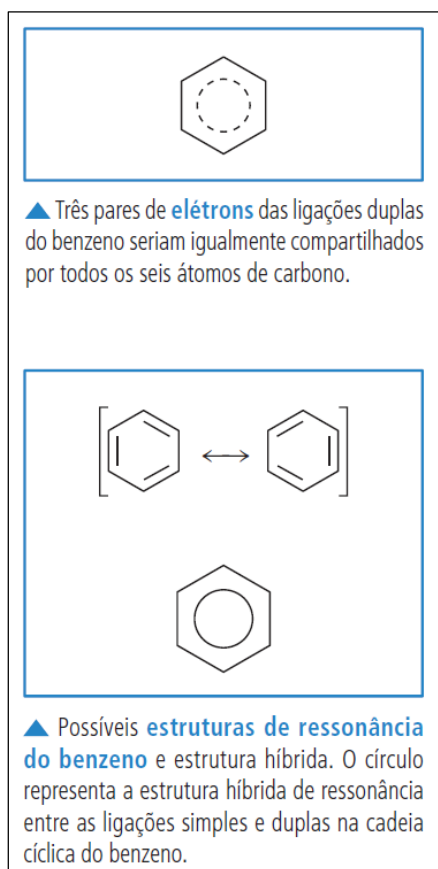 ▲ Três pares de elétrons das ligações duplas
do benzeno seriam igualmente compartilhados
por todos os seis átomos de carbono.
▲ Possíveis estruturas de ressonância
do benzeno e estrutura híbrida. O círculo
representa a estrutura híbrida de ressonância
entre as ligações simples e duplas na cadeia
cíclica do benzeno.